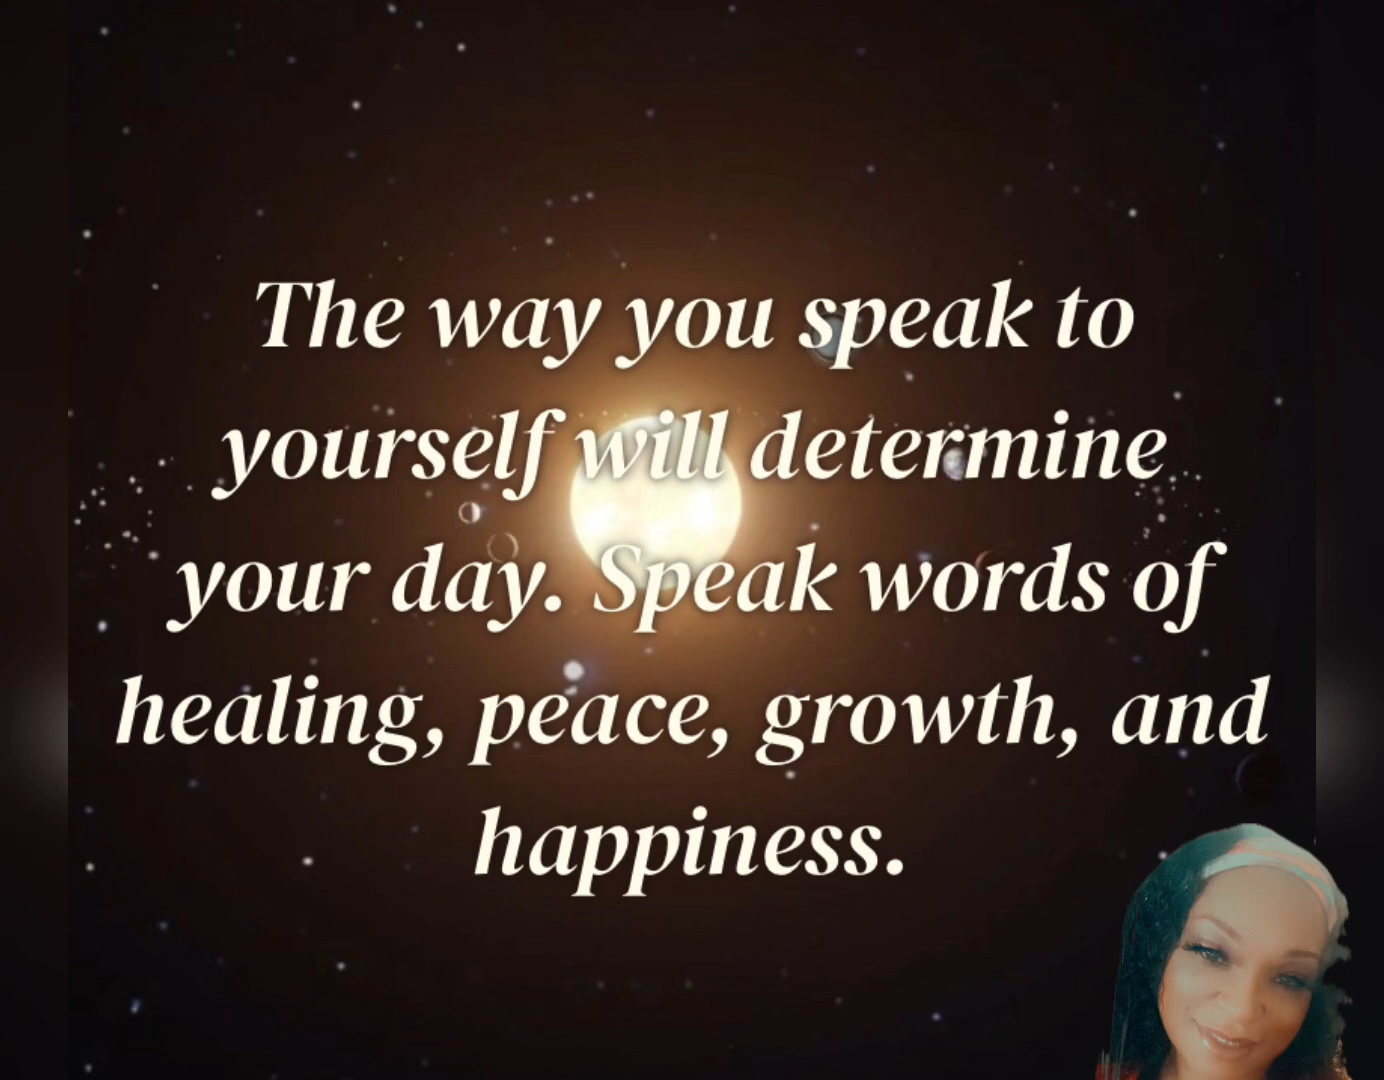 The way you speak to
yourself will determine
your day. Speak words of
healing, peace, growth, and
happiness.